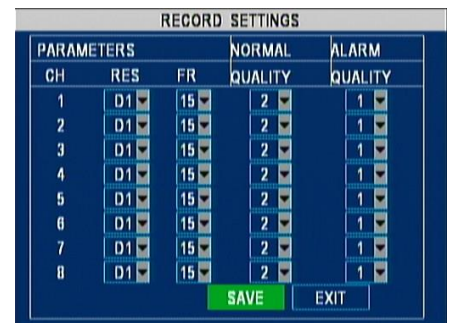 RECORD SETTINGS
PARAMETERS NORMAL ALARM
CH RES FR QUALITY QUALITY
1 D1 15 2 1
2 D1 15 2 1
3 D1 15 2 1
4 D1 15 2 1
5 D1 15 2 1
6 D1 15 2 1
7 D1 15 2 1
8 D1 15 2 1
SAVE EXIT